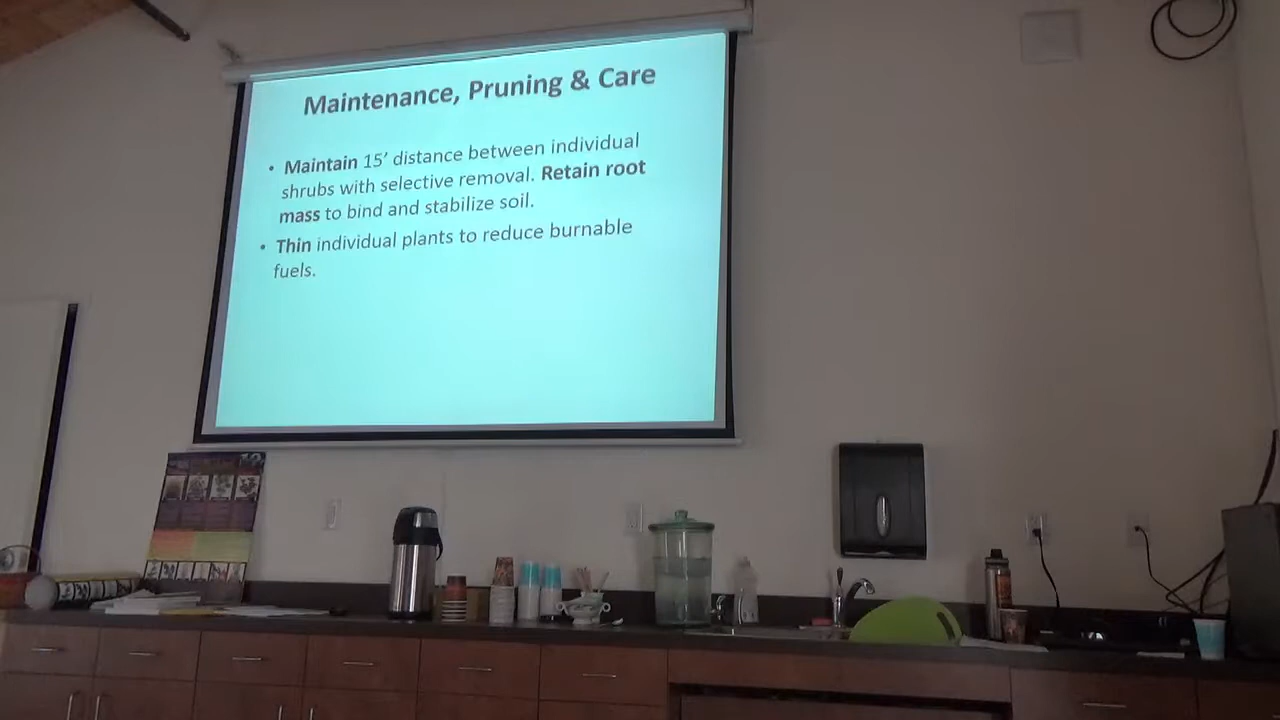 Maintenance, Pruning & Care
• Maintain 15′ distance between individual
shrubs with selective removal. Retain root
mass to bind and stabilize soil.
• Thin individual plants to reduce burnable
fuels.